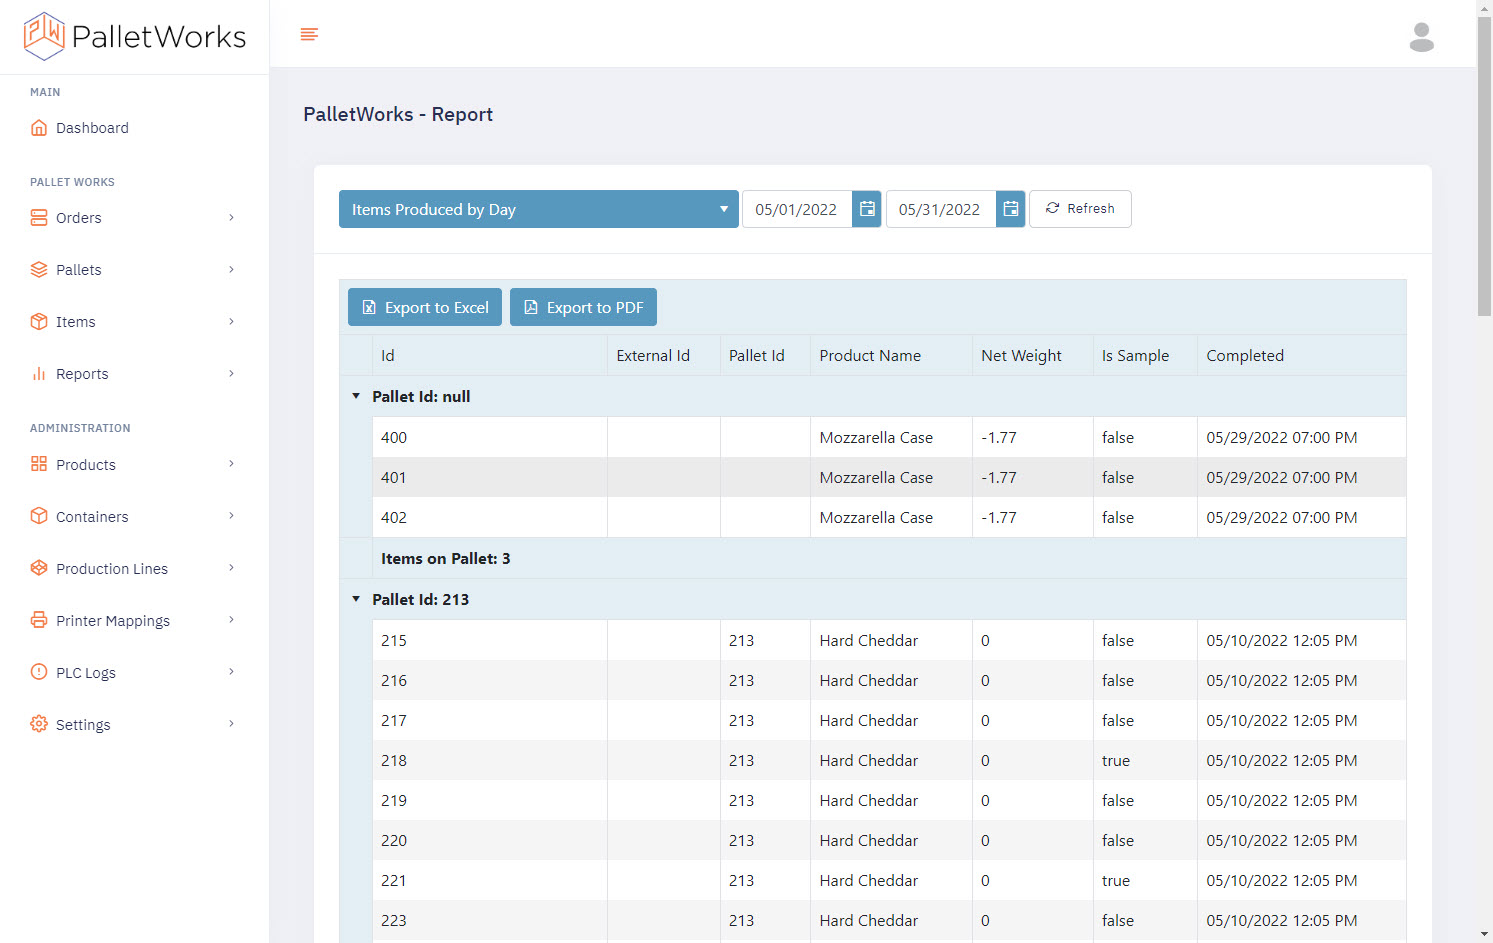 PalletWorks
MAIN
Dashboard
PALLET WORKS
Orders
Pallets
Items
Reports
ADMINISTRATION
Products
Containers
Production Lines
Printer Mappings
PLC Logs
Settings
PalletWorks - Report
Items Produced by Day 05/01/2022 05/31/2022 Refresh
Export to Excel Export to PDF
Id External Id Pallet Id Product Name Net Weight Is Sample Completed
Pallet Id: null
400 Mozzarella Case -1.77 false 05/29/2022 07:00 PM
401 Mozzarella Case -1.77 false 05/29/2022 07:00 PM
402 Mozzarella Case -1.77 false 05/29/2022 07:00 PM
Items on Pallet: 3
Pallet Id: 213
215 213 Hard Cheddar 0 false 05/10/2022 12:05 PM
216 213 Hard Cheddar 0 false 05/10/2022 12:05 PM
217 213 Hard Cheddar 0 false 05/10/2022 12:05 PM
218 213 Hard Cheddar 0 true 05/10/2022 12:05 PM
219 213 Hard Cheddar 0 false 05/10/2022 12:05 PM
220 213 Hard Cheddar 0 false 05/10/2022 12:05 PM
221 213 Hard Cheddar 0 true 05/10/2022 12:05 PM
223 213 Hard Cheddar 0 false 05/10/2022 12:05 PM